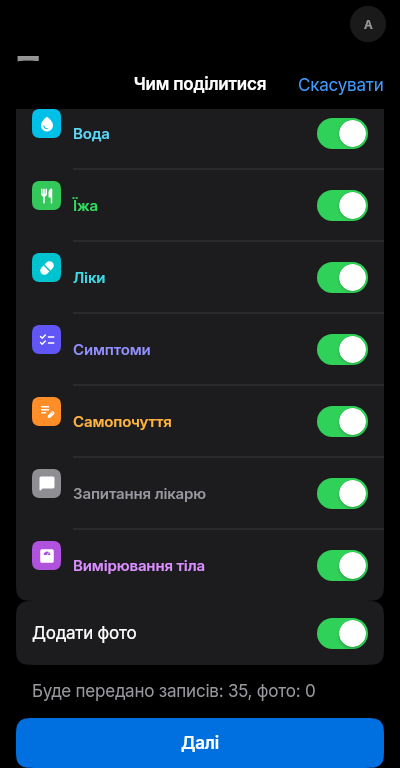 A
Чим поділитися
Скасувати
Вода
Їжа
Ліки
Симптоми
Самопочуття
Запитання лікарю
Вимірювання тіла
Додати фото
Буде передано записів: 35, фото: 0
Далі